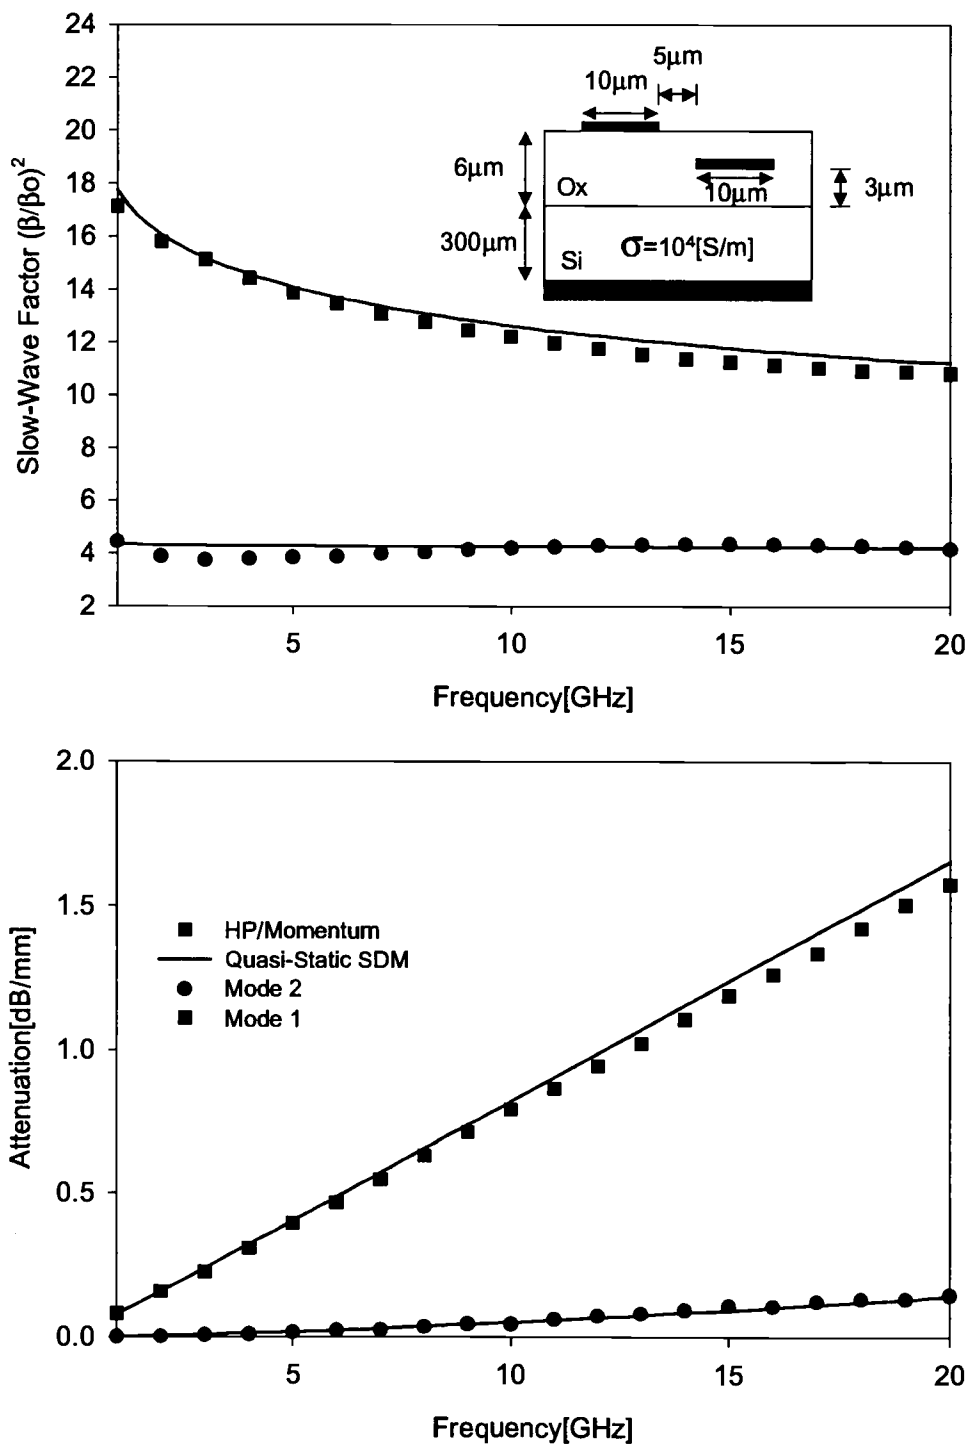 24
22
20
18
16
14
12
10
8
6
4
2
Slow-Wave Factor (β/βo)²
5μm
10μm
6μm
Ox
10μm
3μm
300μm
Si
σ=10⁴[S/m]
5
10
15
20
Frequency[GHz]
2.0
1.5
1.0
0.5
0.0
Attenuation[dB/mm]
HP/Momentum
Quasi-Static SDM
Mode 2
Mode 1
5
10
15
20
Frequency[GHz]